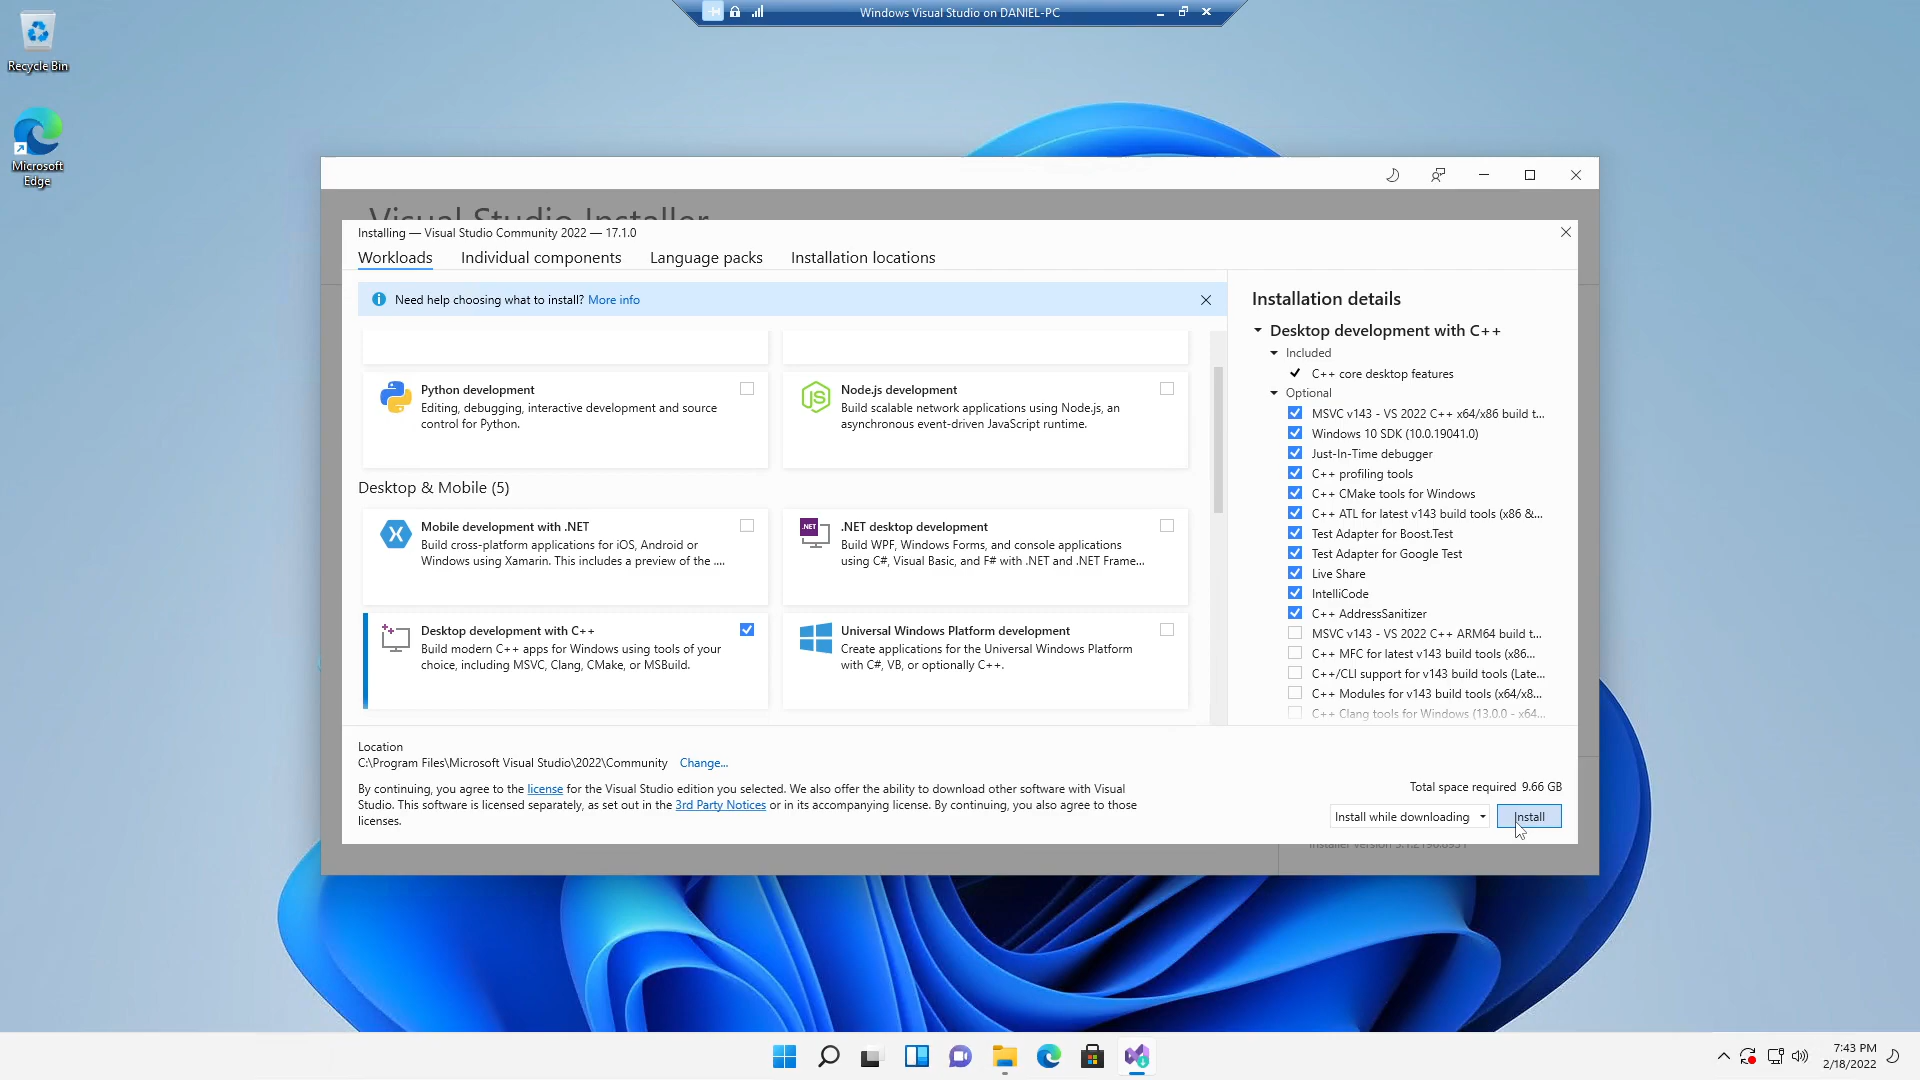 Windows Visual Studio on DANIEL-PC
Recycle Bin
Microsoft
Edge
Visual Studio Installer
Installing — Visual Studio Community 2022 — 17.1.0
Workloads
Individual components
Language packs
Installation locations
Need help choosing what to install? More info
Python development
Editing, debugging, interactive development and source
control for Python.
Node.js development
Build scalable network applications using Node.js, an
asynchronous event-driven JavaScript runtime.
Desktop & Mobile (5)
Mobile development with .NET
Build cross-platform applications for iOS, Android or
Windows using Xamarin. This includes a preview of the ....
.NET
.NET desktop development
Build WPF, Windows Forms, and console applications
using C#, Visual Basic, and F# with .NET and .NET Frame...
Desktop development with C++
Build modern C++ apps for Windows using tools of your
choice, including MSVC, Clang, CMake, or MSBuild.
Universal Windows Platform development
Create applications for the Universal Windows Platform
with C#, VB, or optionally C++.
Installation details
Desktop development with C++
Included
C++ core desktop features
Optional
MSVC v143 - VS 2022 C++ x64/x86 build t...
Windows 10 SDK (10.0.19041.0)
Just-In-Time debugger
C++ profiling tools
C++ CMake tools for Windows
C++ ATL for latest v143 build tools (x86 &...
Test Adapter for Boost.Test
Test Adapter for Google Test
Live Share
IntelliCode
C++ AddressSanitizer
MSVC v143 - VS 2022 C++ ARM64 build t...
C++ MFC for latest v143 build tools (x86...
C++/CLI support for v143 build tools (Late...
C++ Modules for v143 build tools (x64/x8...
C++ Clang tools for Windows (13.0.0 - x64...
Location
C:\Program Files\Microsoft Visual Studio\2022\Community Change...
By continuing, you agree to the license for the Visual Studio edition you selected. We also offer the ability to download other software with Visual
Studio. This software is licensed separately, as set out in the 3rd Party Notices or in its accompanying license. By continuing, you also agree to those
licenses.
Total space required 9.66 GB
Install while downloading
Install
Installer version
7:43 PM
2/18/2022